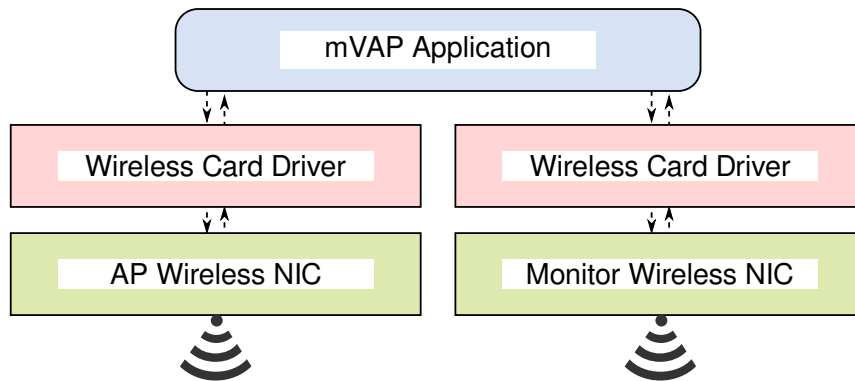 mVAP Application
Wireless Card Driver
Wireless Card Driver
AP Wireless NIC
Monitor Wireless NIC